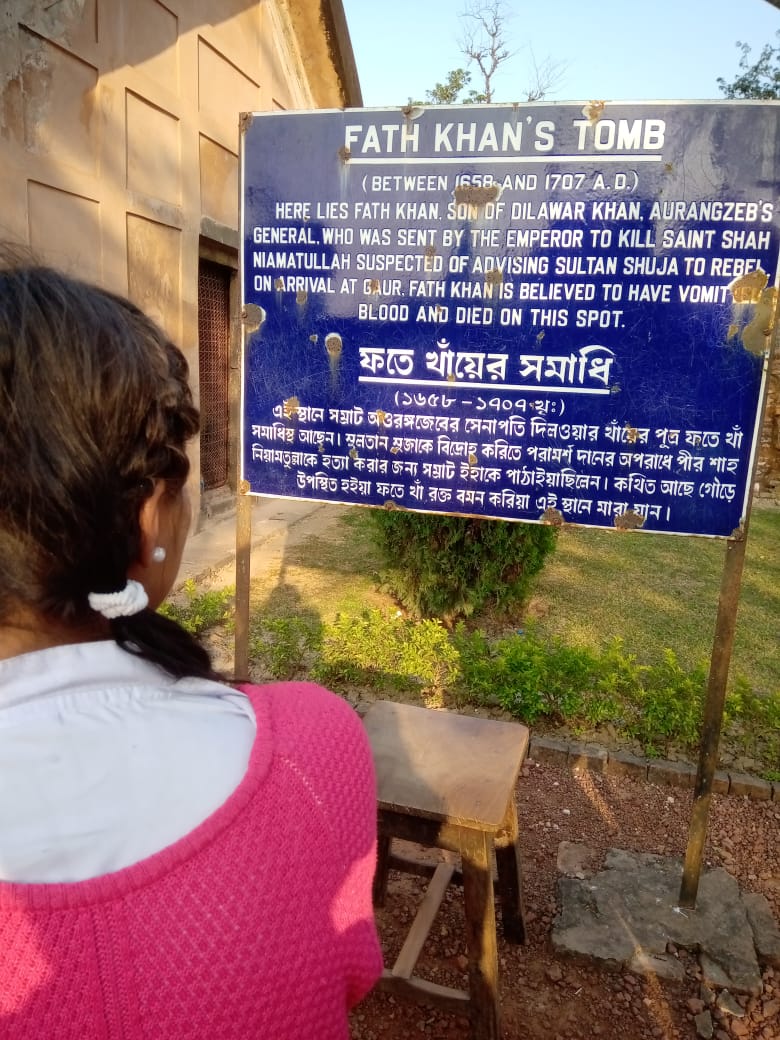 FATH KHAN'S TOMB
(BETWEEN 1658 AND 1707 A.D.)
HERE LIES FATH KHAN, SON OF DILAWAR KHAN, AURANGZEB'S
GENERAL, WHO WAS SENT BY THE EMPEROR TO KILL SAINT SHAH
NIAMATULLAH SUSPECTED OF ADVISING SULTAN SHUJA TO REBEL
ON ARRIVAL AT GAUR. FATH KHAN IS BELIEVED TO HAVE VOMITED
BLOOD AND DIED ON THIS SPOT.
ফতে খাঁয়ের সমাধি
(১৬৫৮ – ১৭০৭ খৃঃ)
এই স্থানে সম্রাট আওরঙ্গজেবের সেনাপতি দিলওয়ার খাঁয়ের পুত্র ফতে খাঁ
সমাধিস্থ আছেন। সুলতান সুজাকে বিদ্রোহ করিতে পরামর্শ দানের অপরাধে পীর শাহ
নিয়ামতুল্লাকে হত্যা করার জন্য সম্রাট ইহাকে পাঠাইয়াছিলেন। কথিত আছে গৌড়ে
উপস্থিত হইয়া ফতে খাঁ রক্ত বমন করিয়া এই স্থানে মারা যান।